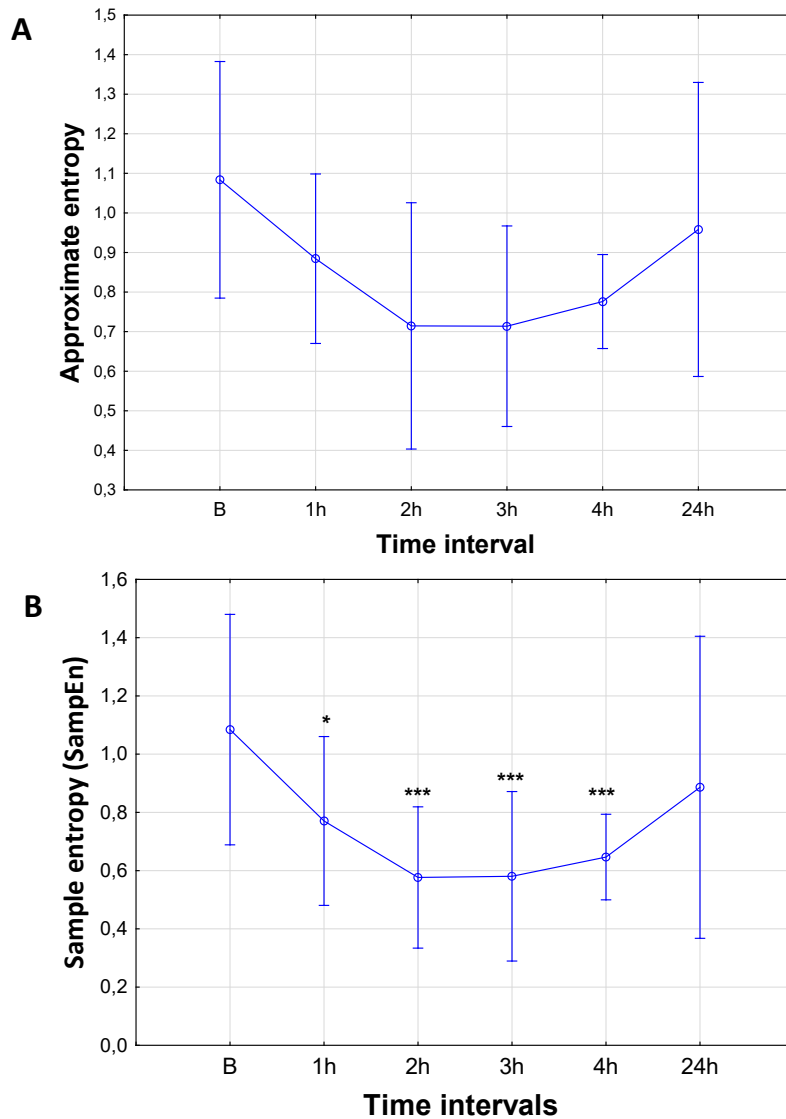 A
1,5
1,4
1,3
1,2
1,1
1,0
0,9
0,8
0,7
0,6
0,5
0,4
0,3
Approximate entropy
B 1h 2h 3h 4h 24h
Time interval
B
1,6
1,4
1,2
1,0
0,8
0,6
0,4
0,2
0,0
Sample entropy (SampEn)
* *** *** ***
B 1h 2h 3h 4h 24h
Time intervals